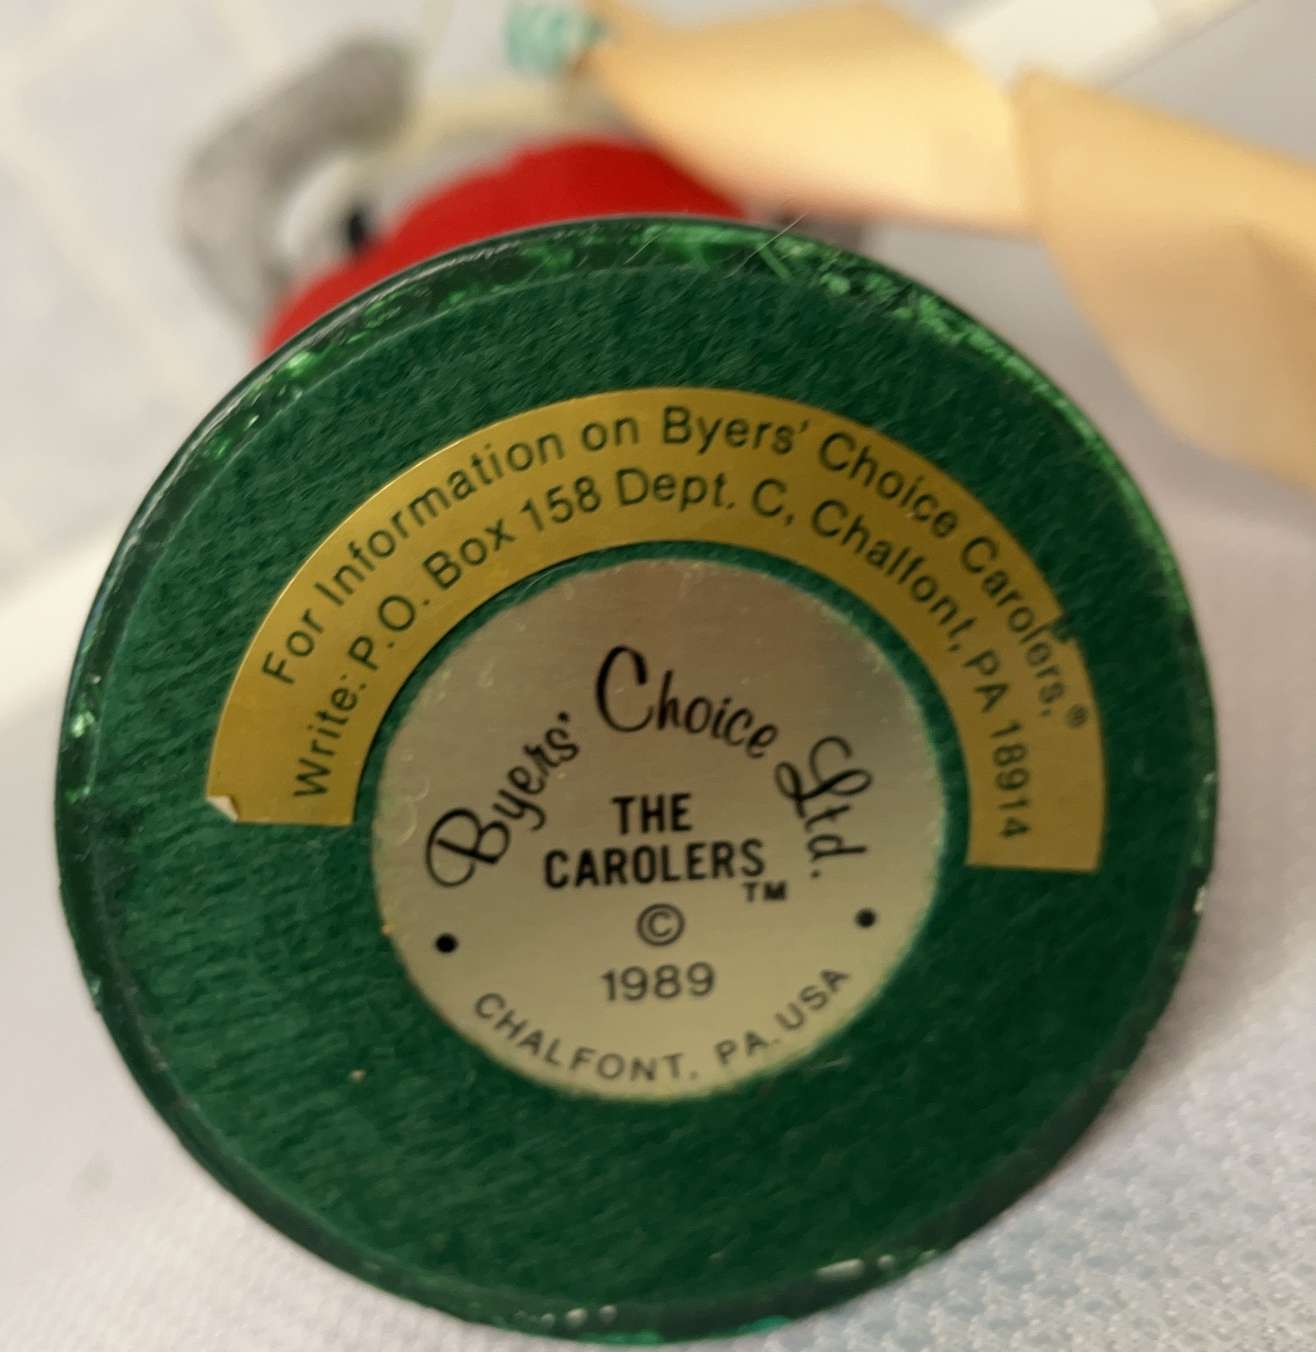 For Information on Byers' Choice Carolers,®
Write: P.O. Box 158 Dept. C, Chalfont, PA 18914
Byers' Choice Ltd.
THE
CAROLERS™
©
1989
CHALFONT, PA. USA